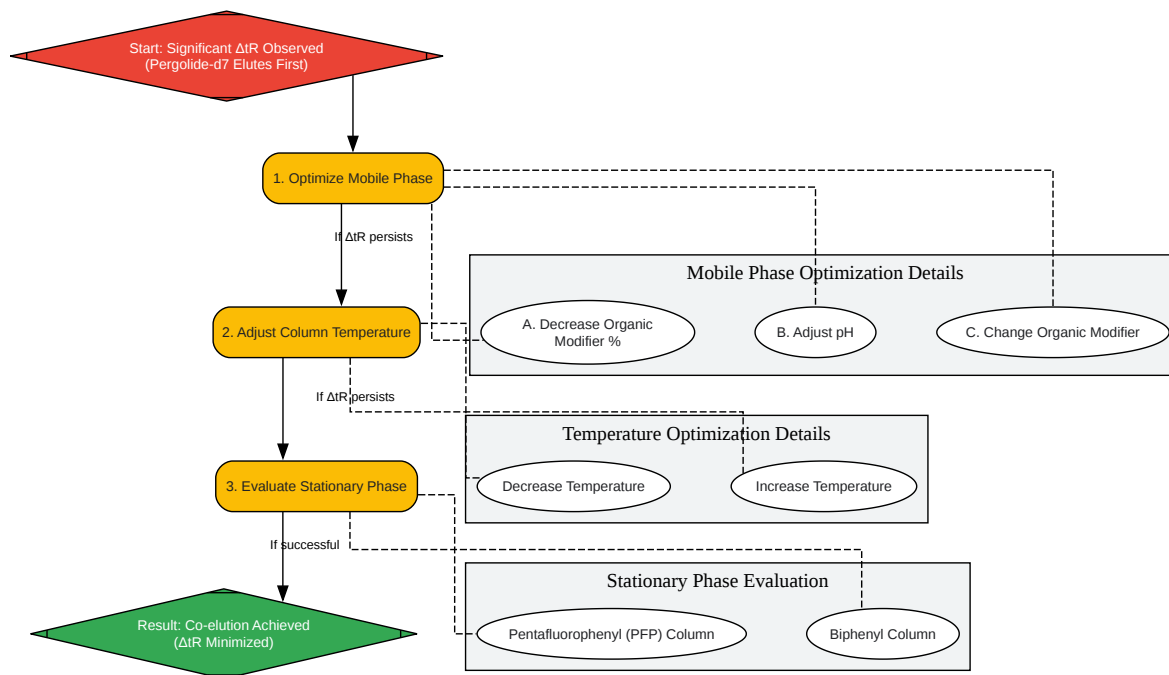 Start: Significant ΔtR Observed
(Pergolide-d7 Elutes First)
1. Optimize Mobile Phase
If ΔtR persists
Mobile Phase Optimization Details
A. Decrease Organic
Modifier %
B. Adjust pH
C. Change Organic Modifier
2. Adjust Column Temperature
If ΔtR persists
Temperature Optimization Details
Decrease Temperature
Increase Temperature
3. Evaluate Stationary Phase
If successful
Stationary Phase Evaluation
Pentafluorophenyl (PFP) Column
Biphenyl Column
Result: Co-elution Achieved
(ΔtR Minimized)